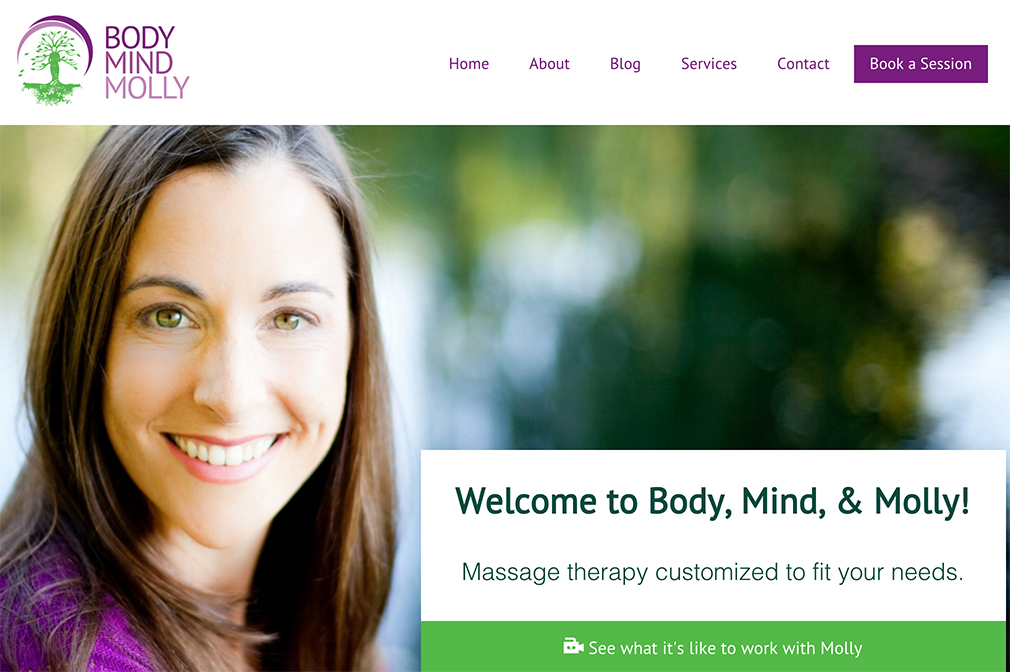 BODY
MIND
MOLLY
Home About Blog Services Contact Book a Session
Welcome to Body, Mind, & Molly!
Massage therapy customized to fit your needs.
See what it's like to work with Molly